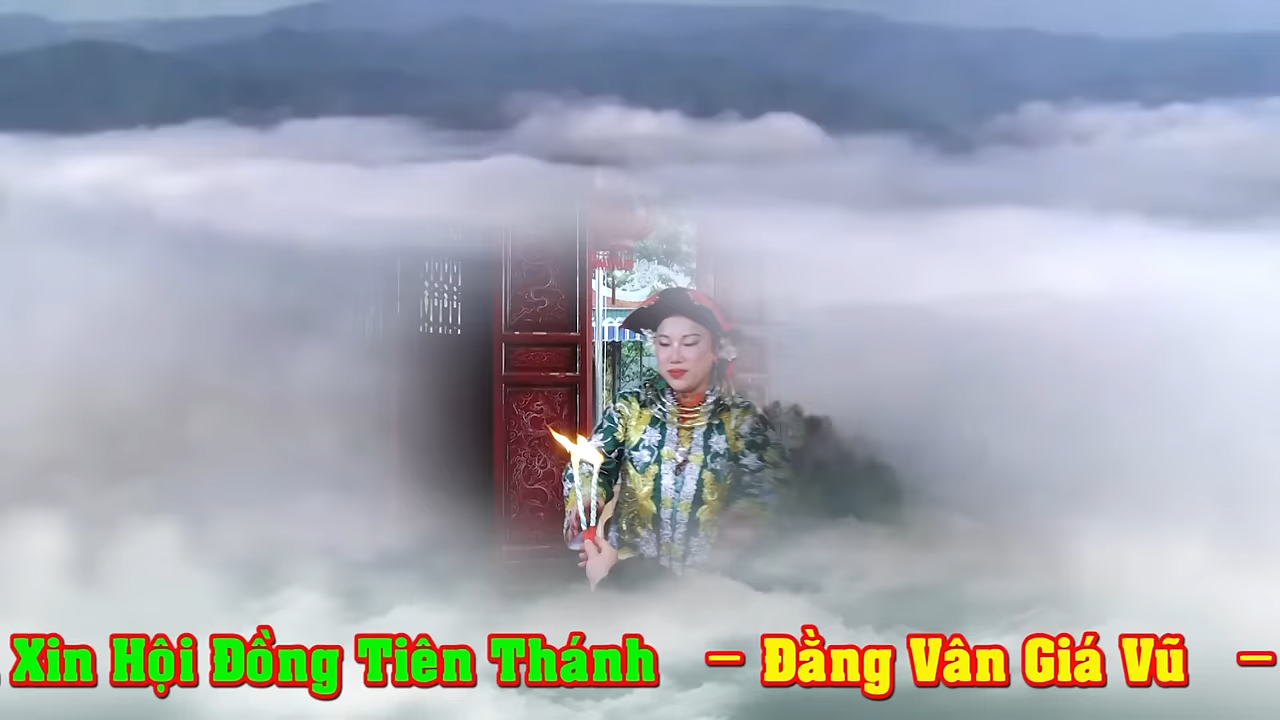 Xin Hội Đồng Tiên Thánh – Đằng Vân Giá Vũ –